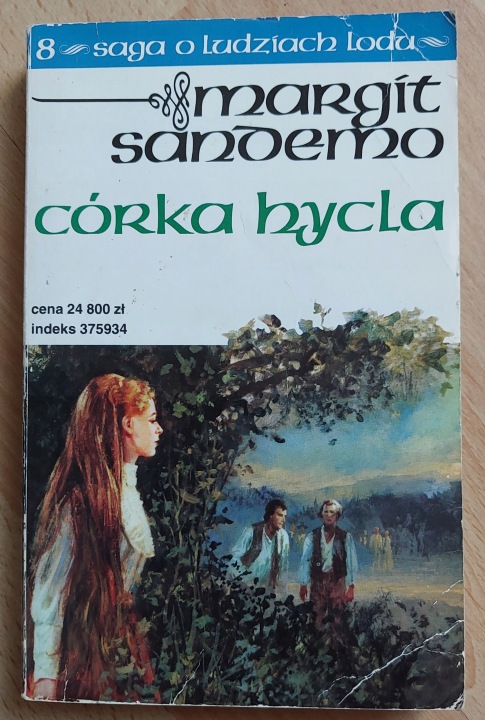 8 saga o ludziach lodu
margit
sandemo
córka hycla
cena 24 800 zł
indeks 375934